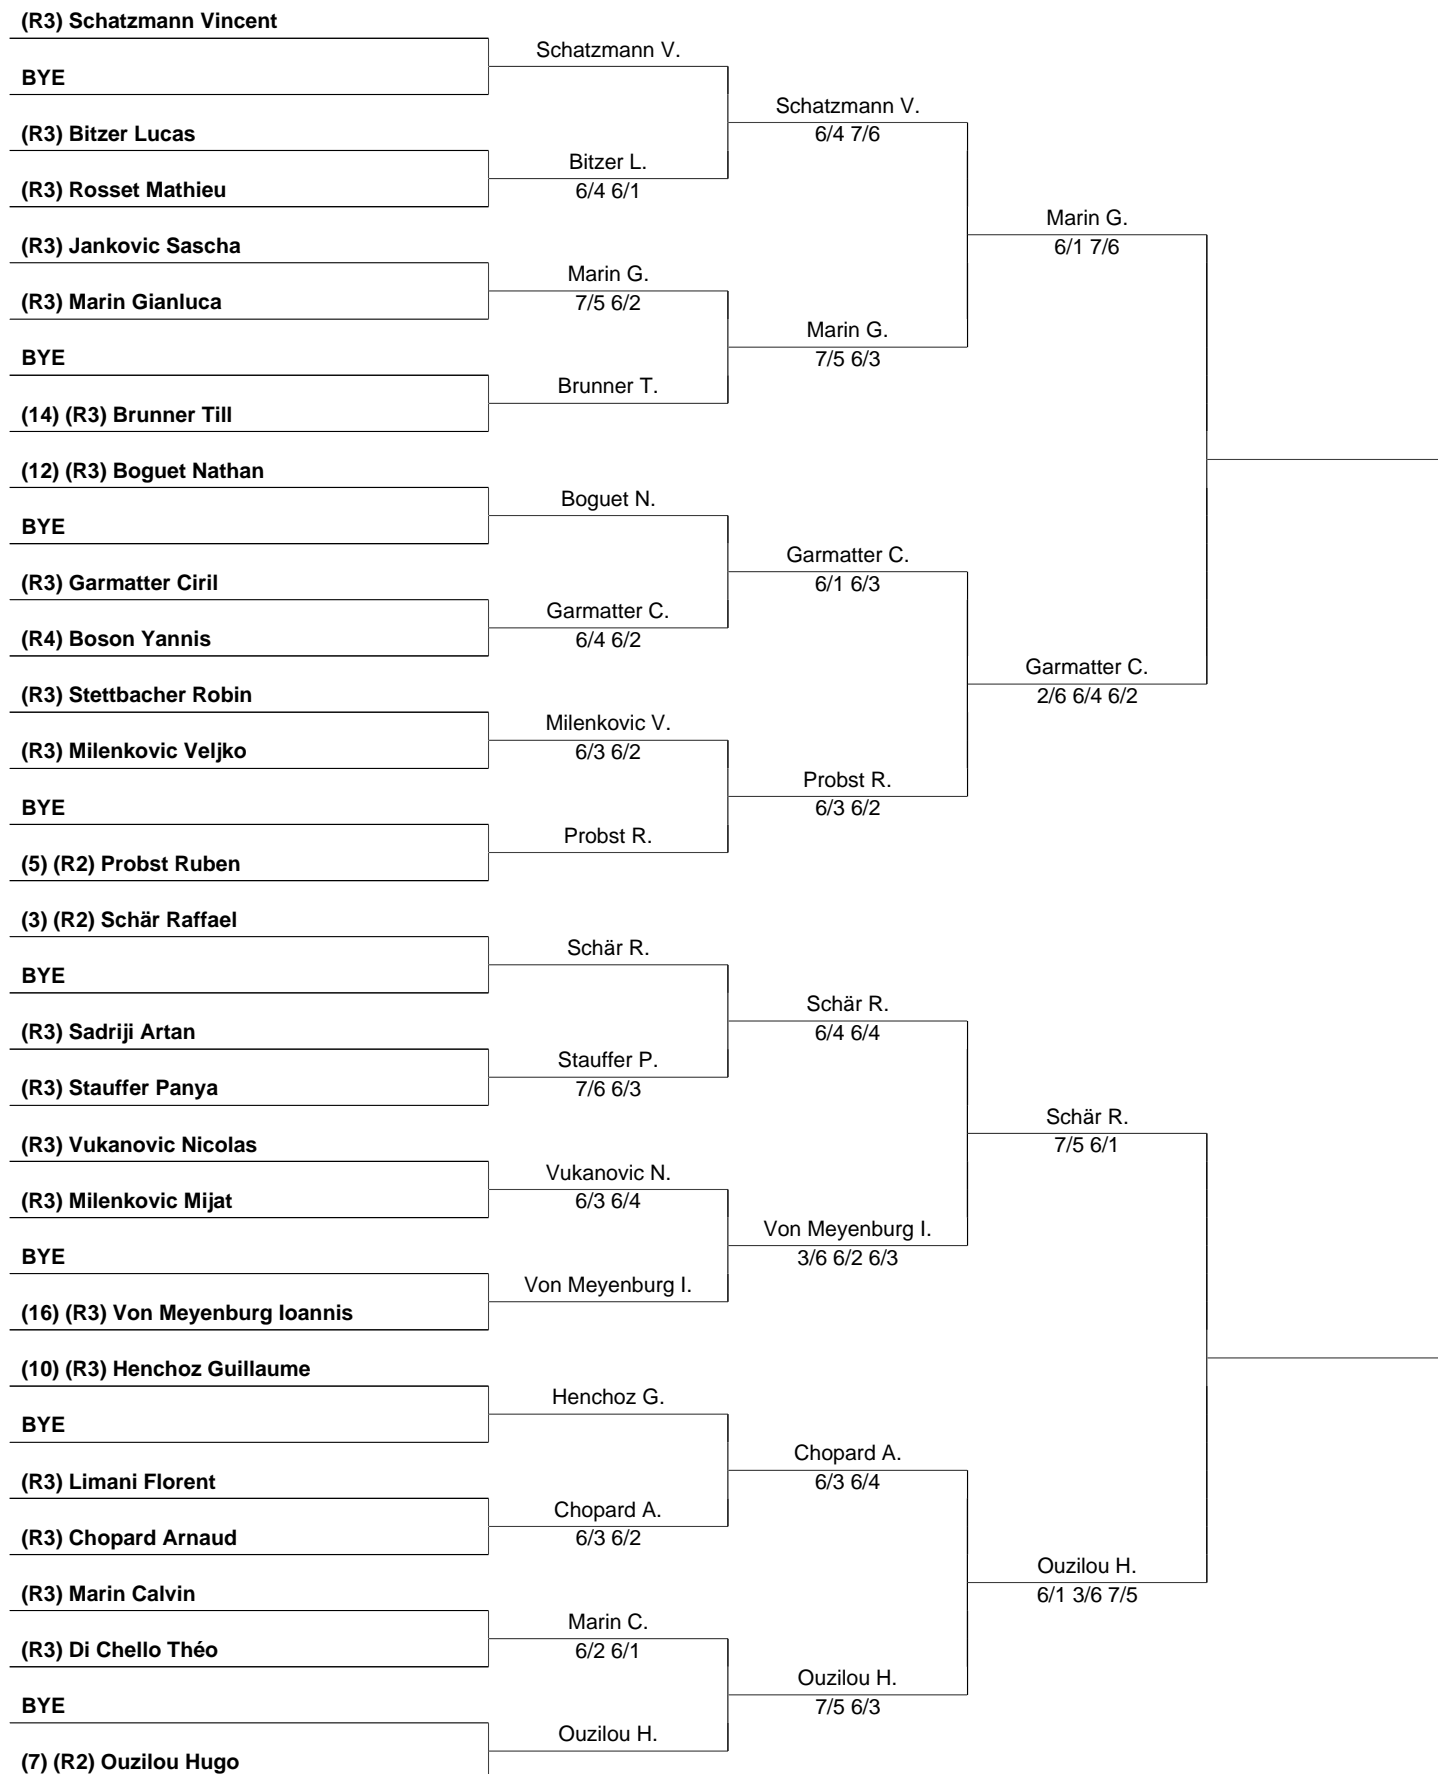 (R3) Schatzmann Vincent
Schatzmann V.
BYE
Schatzmann V.
6/4 7/6
(R3) Bitzer Lucas
Bitzer L.
6/4 6/1
(R3) Rosset Mathieu
Marin G.
6/1 7/6
(R3) Jankovic Sascha
Marin G.
7/5 6/2
(R3) Marin Gianluca
Marin G.
7/5 6/3
BYE
Brunner T.
(14) (R3) Brunner Till
(12) (R3) Boguet Nathan
Boguet N.
BYE
Garmatter C.
6/1 6/3
(R3) Garmatter Ciril
Garmatter C.
6/4 6/2
(R4) Boson Yannis
Garmatter C.
2/6 6/4 6/2
(R3) Stettbacher Robin
Milenkovic V.
6/3 6/2
(R3) Milenkovic Veljko
Probst R.
6/3 6/2
BYE
Probst R.
(5) (R2) Probst Ruben
(3) (R2) Schär Raffael
Schär R.
BYE
Schär R.
6/4 6/4
(R3) Sadriji Artan
Stauffer P.
7/6 6/3
(R3) Stauffer Panya
Schär R.
7/5 6/1
(R3) Vukanovic Nicolas
Vukanovic N.
6/3 6/4
(R3) Milenkovic Mijat
Von Meyenburg I.
3/6 6/2 6/3
BYE
Von Meyenburg I.
(16) (R3) Von Meyenburg Ioannis
(10) (R3) Henchoz Guillaume
Henchoz G.
BYE
Chopard A.
6/3 6/4
(R3) Limani Florent
Chopard A.
6/3 6/2
(R3) Chopard Arnaud
Ouzilou H.
6/1 3/6 7/5
(R3) Marin Calvin
Marin C.
6/2 6/1
(R3) Di Chello Théo
Ouzilou H.
7/5 6/3
BYE
Ouzilou H.
(7) (R2) Ouzilou Hugo